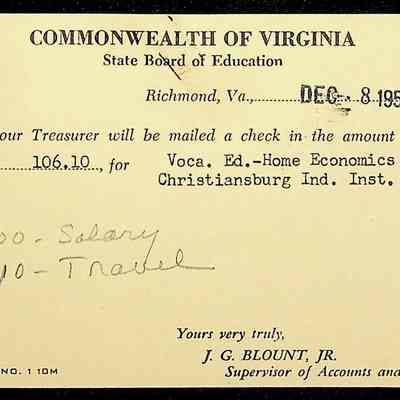 COMMONWEALTH OF VIRGINIA
State Board of Education
Richmond, Va., DEC - 8 195
our Treasurer will be mailed a check in the amount
106.10, for Voca. Ed.-Home Economics
Christiansburg Ind. Inst.
00 - Salary
10 - Travel
Yours very truly,
J. G. BLOUNT, JR.
Supervisor of Accounts and
NO. 1 10M